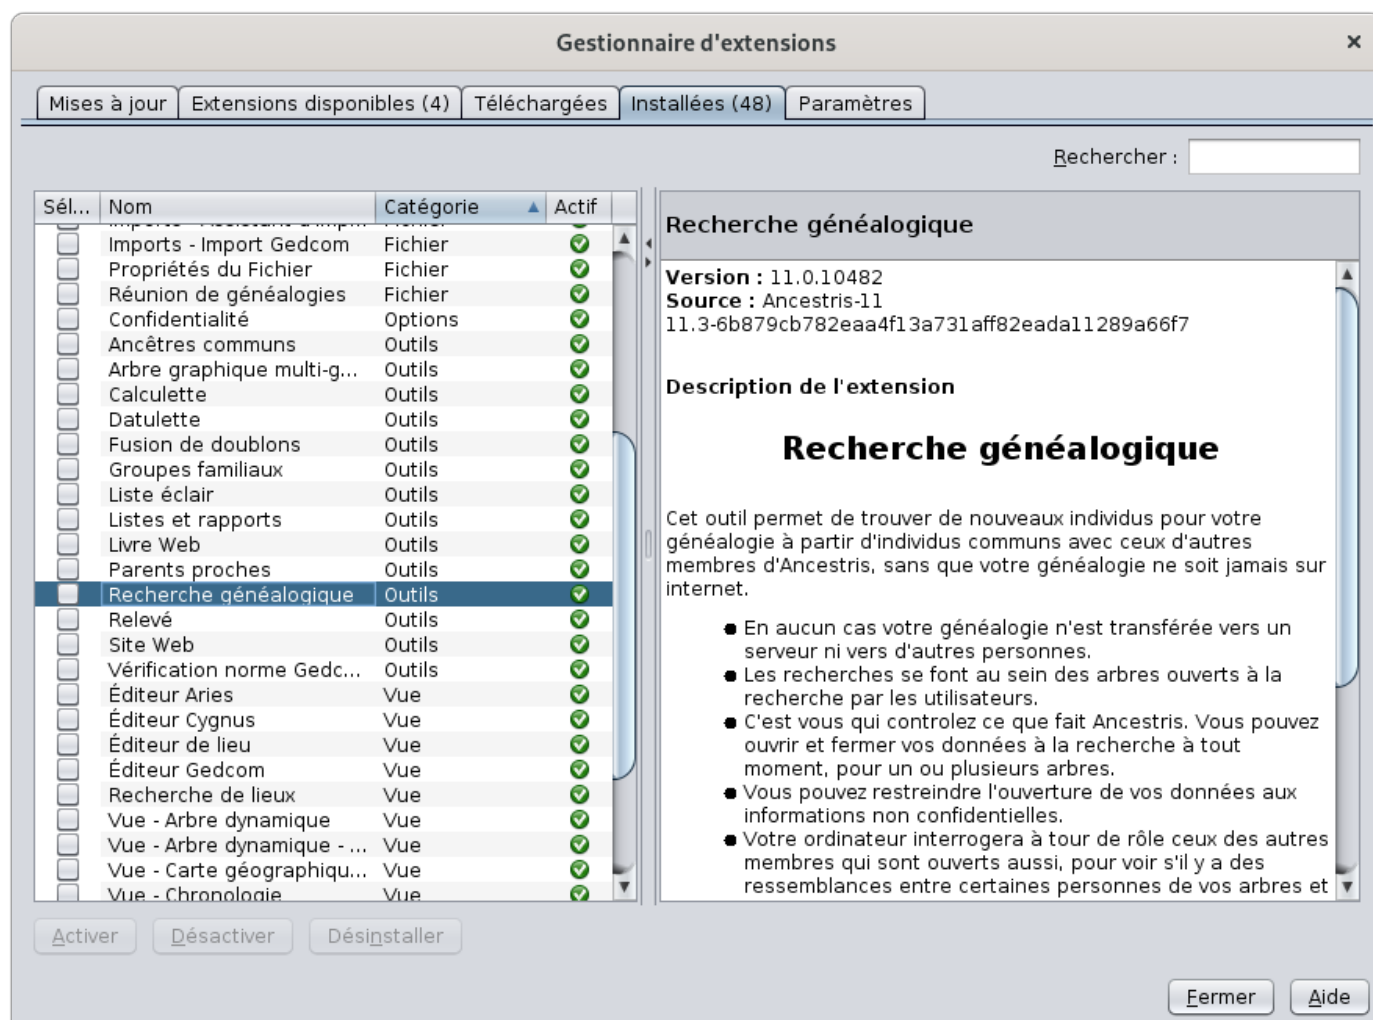 Gestionnaire d'extensions
Mises à jour
Extensions disponibles (4)
Téléchargées
Installées (48)
Paramètres
Rechercher :
Sél... Nom Catégorie Actif
Imports - Import Gedcom Fichier
Propriétés du Fichier Fichier
Réunion de généalogies Fichier
Confidentialité Options
Ancêtres communs Outils
Arbre graphique multi-g... Outils
Calculette Outils
Datulette Outils
Fusion de doublons Outils
Groupes familiaux Outils
Liste éclair Outils
Listes et rapports Outils
Livre Web Outils
Parents proches Outils
Recherche généalogique Outils
Relevé Outils
Site Web Outils
Vérification norme Gedc... Outils
Éditeur Aries Vue
Éditeur Cygnus Vue
Éditeur de lieu Vue
Éditeur Gedcom Vue
Recherche de lieux Vue
Vue - Arbre dynamique Vue
Vue - Arbre dynamique - ... Vue
Vue - Carte géographiqu... Vue
Vue - Chronologie Vue
Recherche généalogique
Version : 11.0.10482
Source : Ancestris-11
11.3-6b879cb782eaa4f13a731aff82eada11289a66f7
Description de l'extension
Recherche généalogique
Cet outil permet de trouver de nouveaux individus pour votre
généalogie à partir d'individus communs avec ceux d'autres
membres d'Ancestris, sans que votre généalogie ne soit jamais sur
internet.
● En aucun cas votre généalogie n'est transférée vers un
serveur ni vers d'autres personnes.
● Les recherches se font au sein des arbres ouverts à la
recherche par les utilisateurs.
● C'est vous qui controlez ce que fait Ancestris. Vous pouvez
ouvrir et fermer vos données à la recherche à tout
moment, pour un ou plusieurs arbres.
● Vous pouvez restreindre l'ouverture de vos données aux
informations non confidentielles.
● Votre ordinateur interrogera à tour de rôle ceux des autres
membres qui sont ouverts aussi, pour voir s'il y a des
ressemblances entre certaines personnes de vos arbres et
Activer
Désactiver
Désinstaller
Fermer
Aide